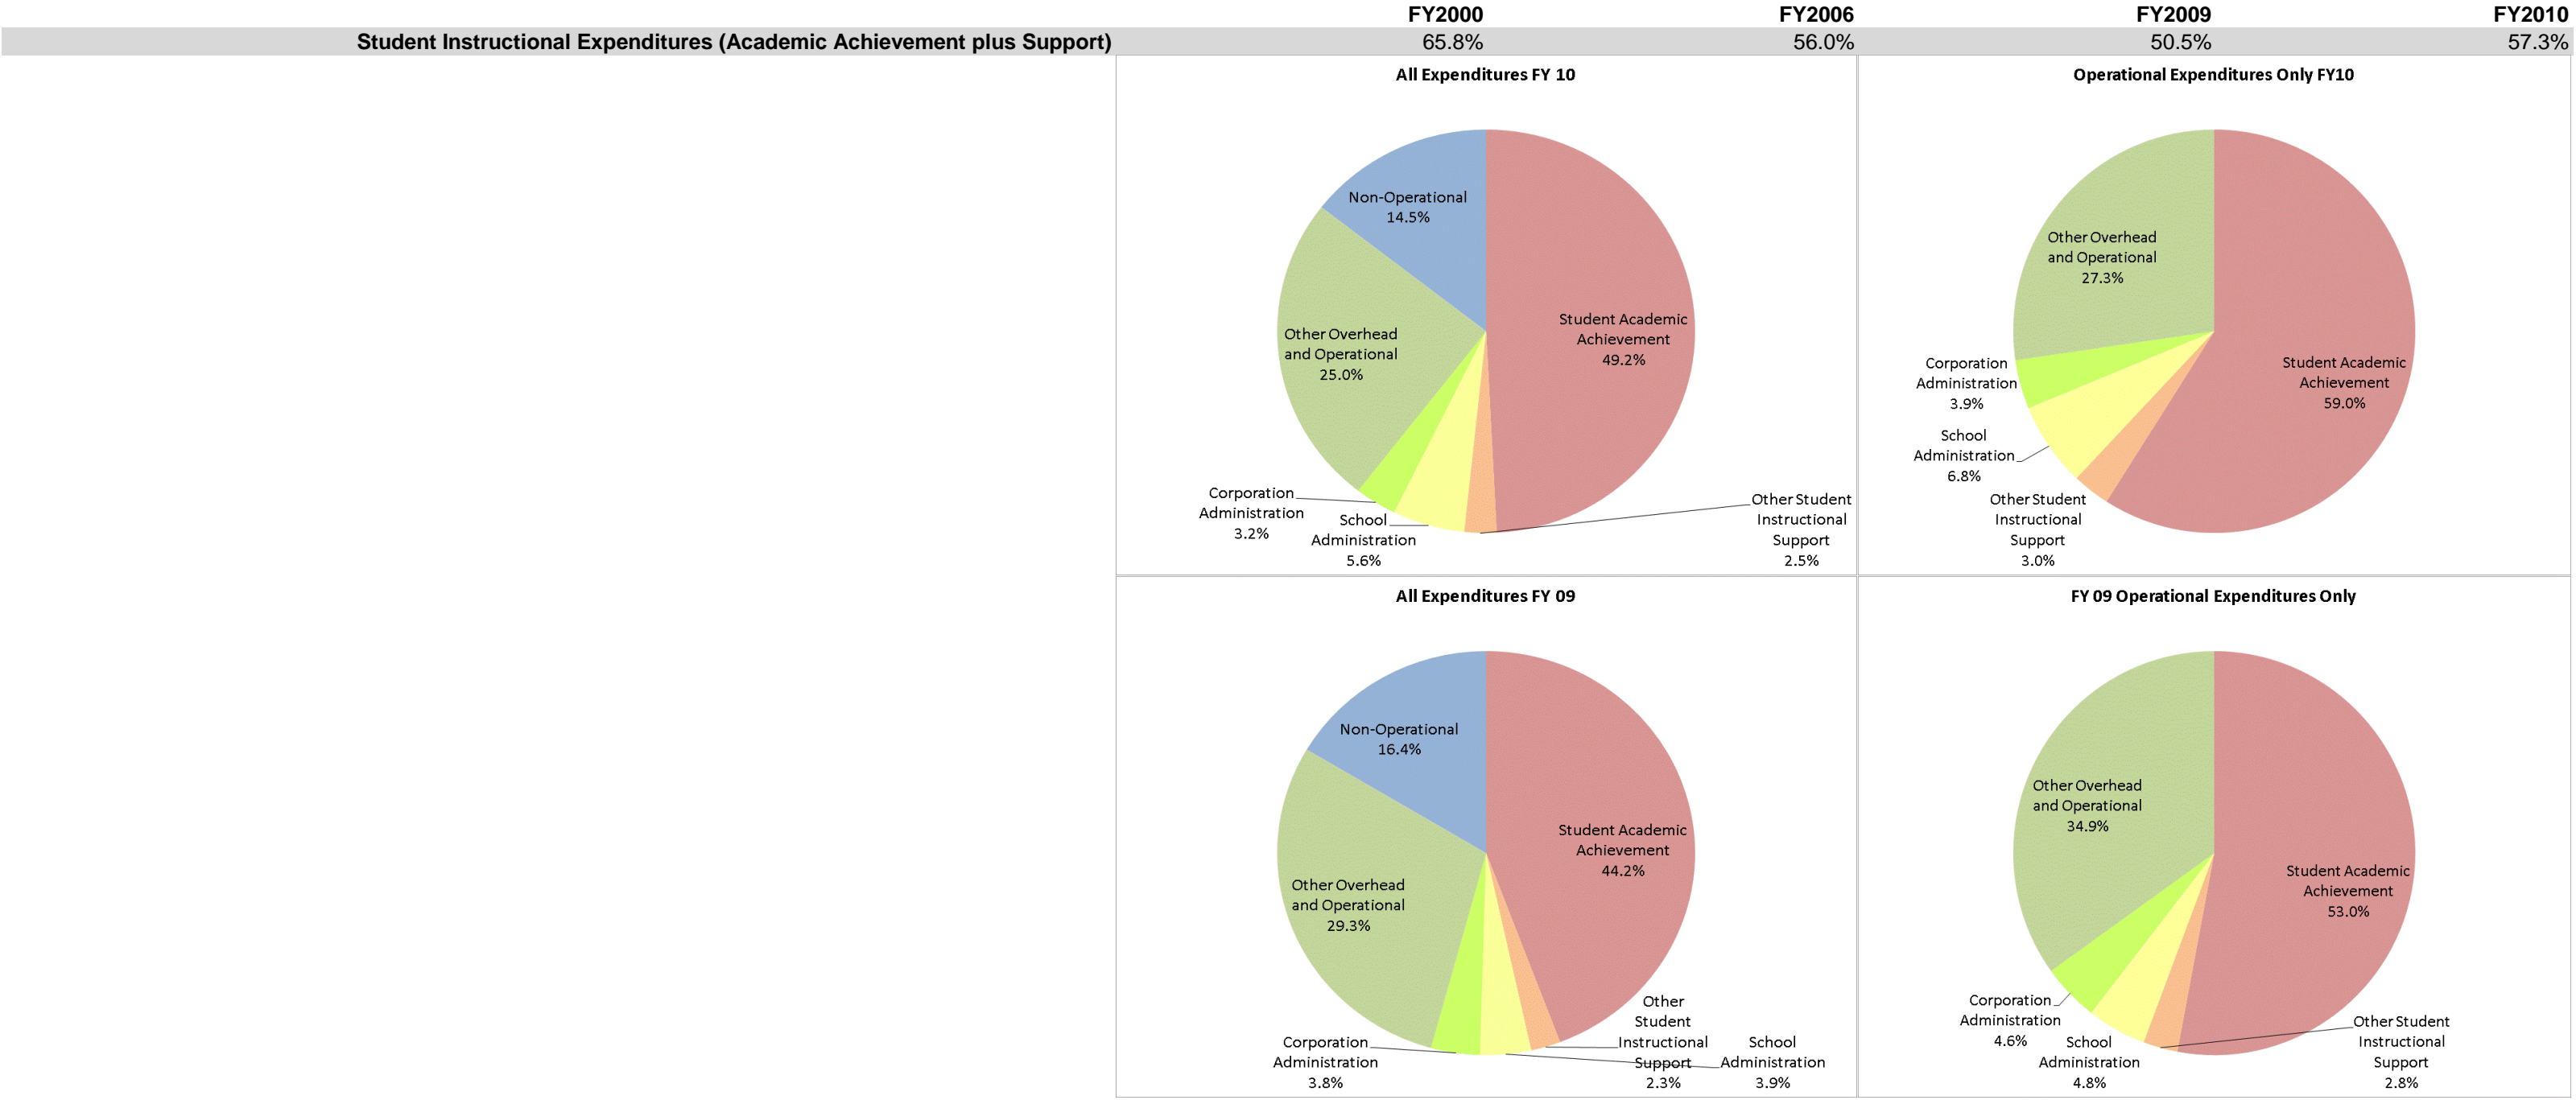 FY2000 FY2006 FY2009 FY2010
Student Instructional Expenditures (Academic Achievement plus Support) 65.8% 56.0% 50.5% 57.3%
All Expenditures FY 10
Non-Operational
14.5%
Student Academic
Achievement
49.2%
Other Overhead
and Operational
25.0%
Corporation
Administration
3.2%
School
Administration
5.6%
Other Student
Instructional
Support
2.5%
Operational Expenditures Only FY10
Other Overhead
and Operational
27.3%
Student Academic
Achievement
59.0%
Corporation
Administration
3.9%
School
Administration
6.8%
Other Student
Instructional
Support
3.0%
All Expenditures FY 09
Non-Operational
16.4%
Student Academic
Achievement
44.2%
Other Overhead
and Operational
29.3%
Corporation
Administration
3.8%
Other
Student
Instructional
Support
2.3%
School
Administration
3.9%
FY 09 Operational Expenditures Only
Other Overhead
and Operational
34.9%
Student Academic
Achievement
53.0%
Corporation
Administration
4.6%
School
Administration
4.8%
Other Student
Instructional
Support
2.8%